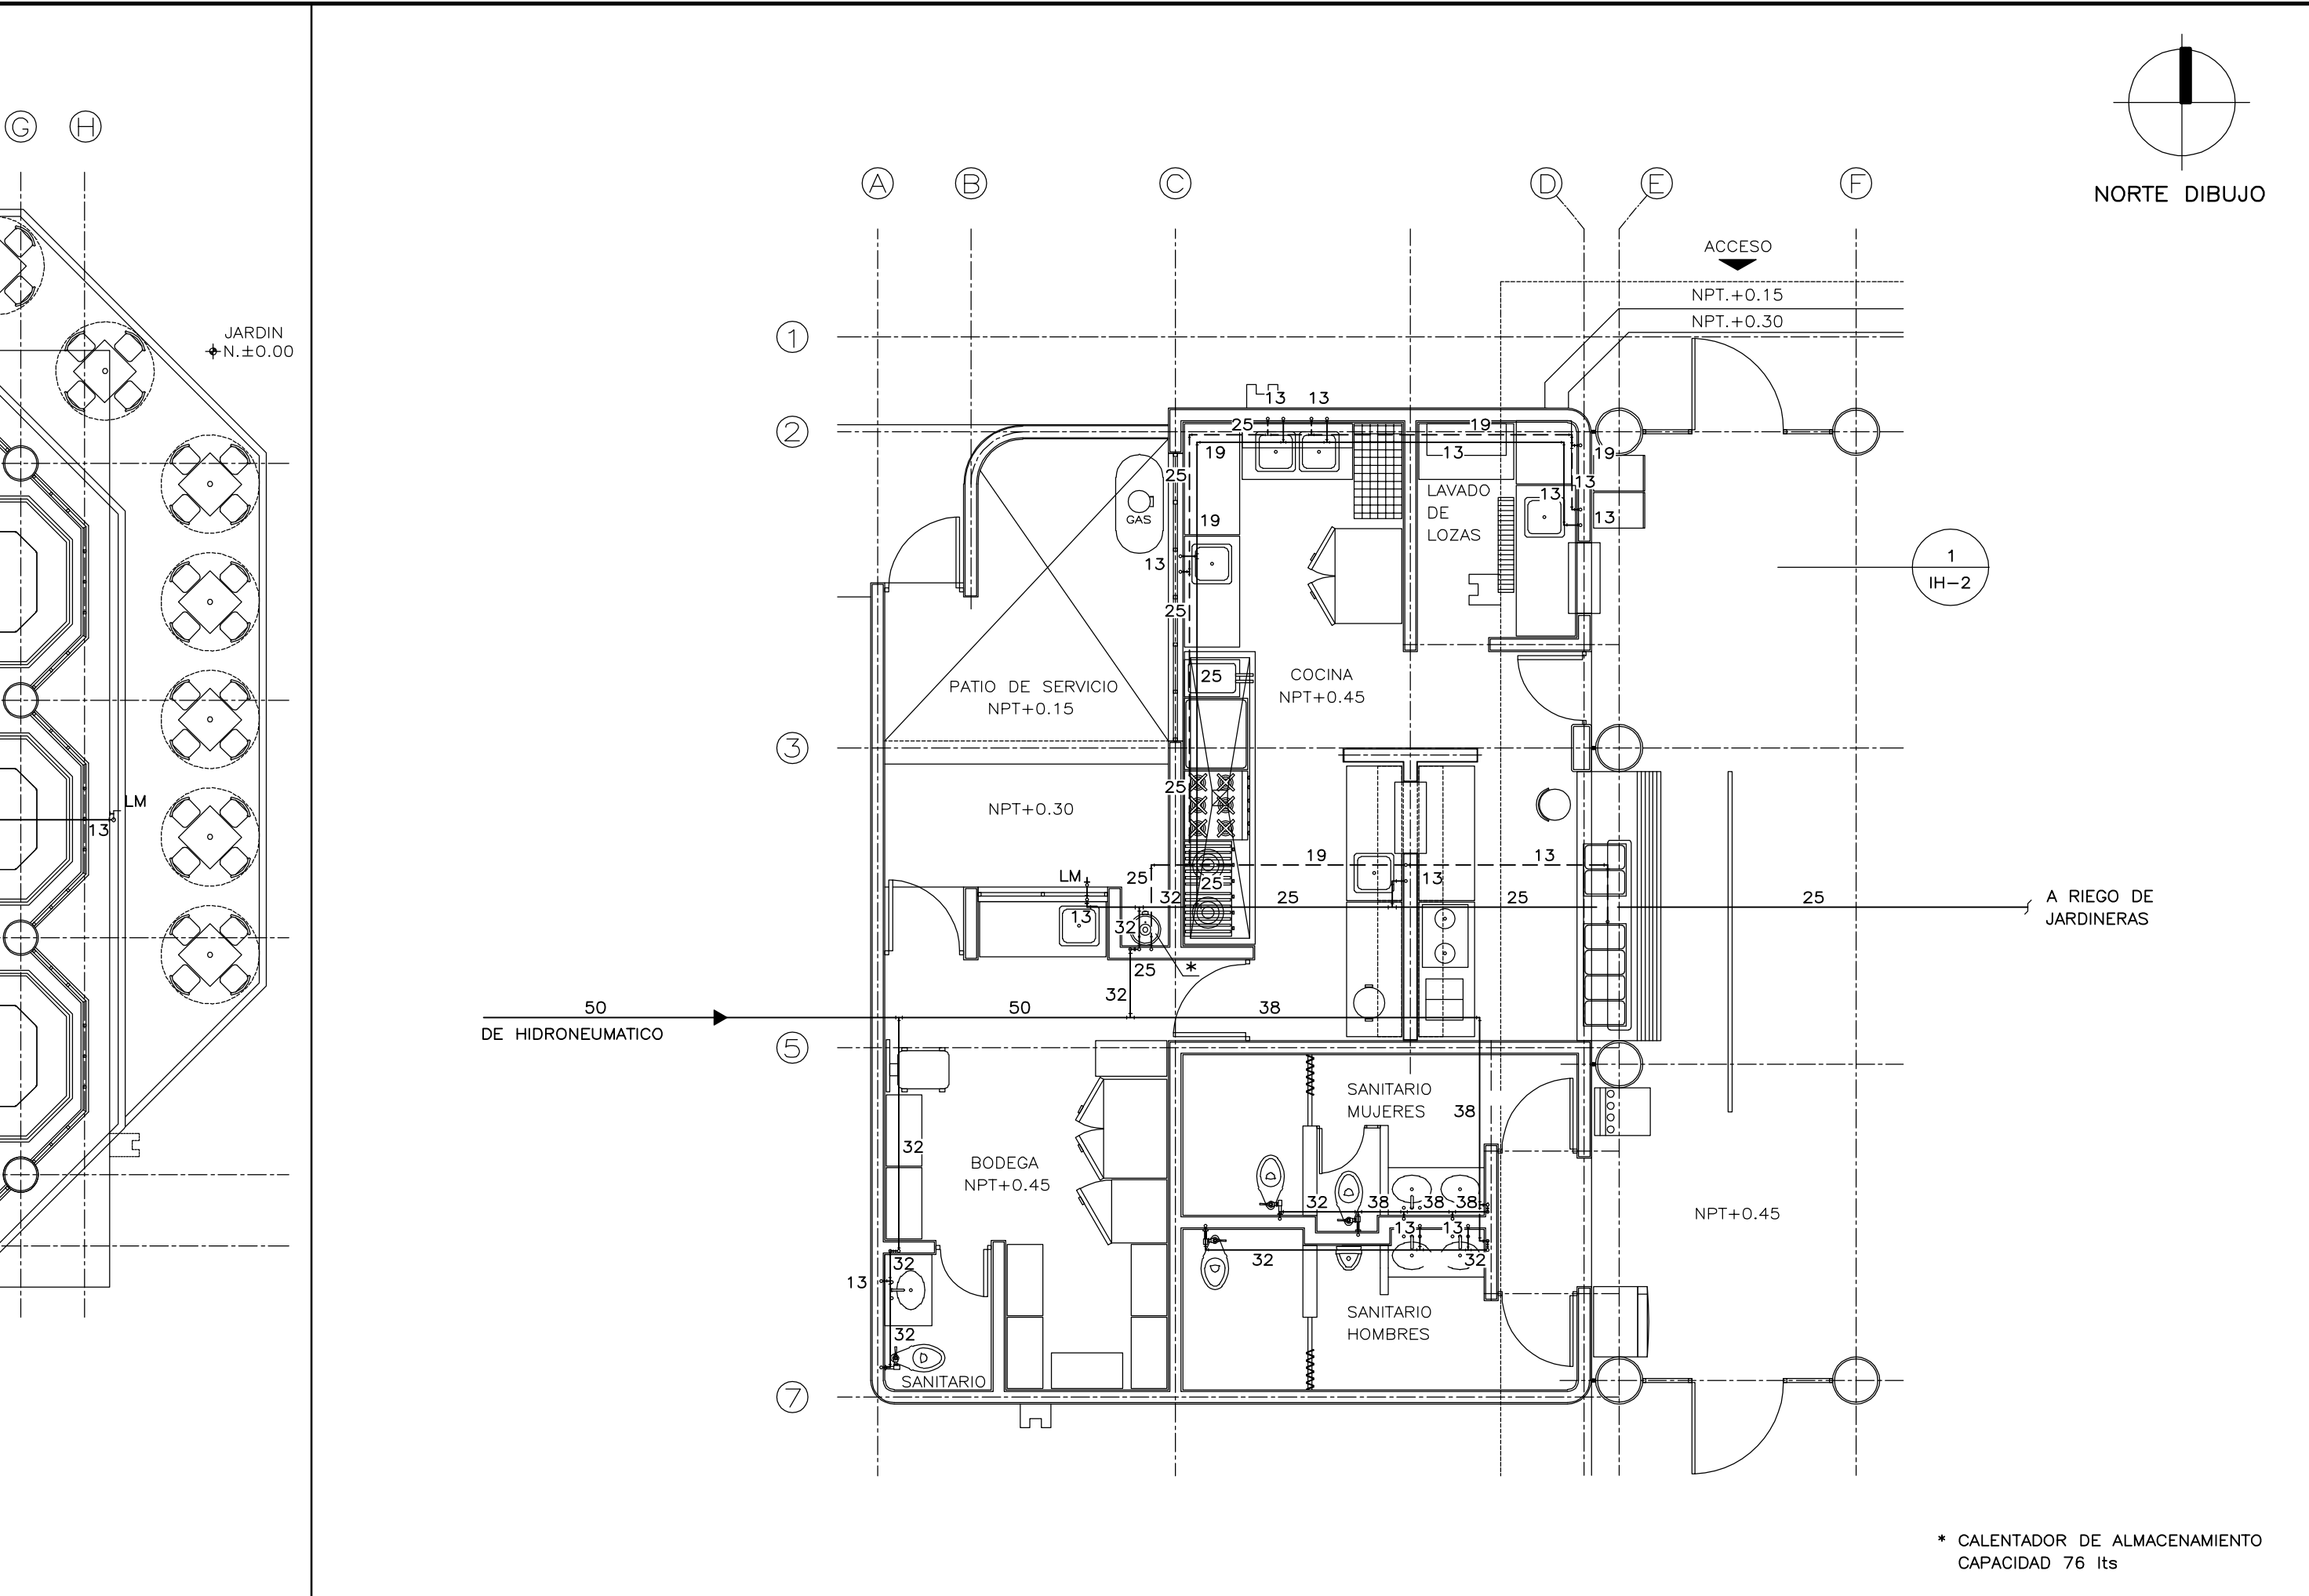 NORTE DIBUJO
G
H
A
B
C
D
E
F
ACCESO
NPT.+0.15
NPT.+0.30
1
JARDIN
N.±0.00
13
13
2
25
19
19
13
19
25
13
LAVADO
DE
LOZAS
13
13
GAS
19
13
1
IH-2
25
COCINA
NPT+0.45
25
PATIO DE SERVICIO
NPT+0.15
3
25
LM
13
NPT+0.30
19
13
LM
25
25
13
32
25
25
25
A RIEGO DE
JARDINERAS
13
32
25
*
32
50
50
38
DE HIDRONEUMATICO
5
SANITARIO
MUJERES
38
32
BODEGA
NPT+0.45
32
38
38
38
NPT+0.45
13
13
32
32
32
13
SANITARIO
HOMBRES
32
SANITARIO
7
* CALENTADOR DE ALMACENAMIENTO
CAPACIDAD 76 lts